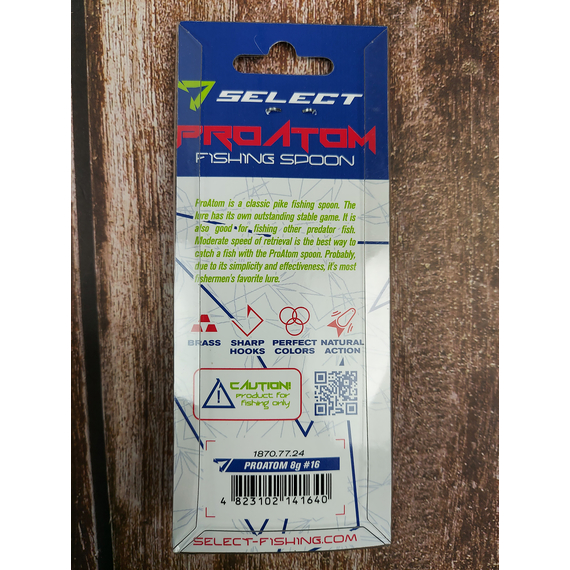 SELECT
PROATOM
FISHING SPOON
ProAtom is a classic pike fishing spoon. The
lure has its own outstanding stable game. It is
also good for fishing other predator fish.
Moderate speed of retrieval is the best way to
catch a fish with the ProAtom spoon. Probably,
due to its simplicity and effectiveness, it's most
fishermen's favorite lure.
BRASS
SHARP HOOKS
PERFECT COLORS
NATURAL ACTION
CAUTION!
Product for
fishing only
1870.77.24
PROATOM 8g #16
4 823102 141640
SELECT-FISHING.COM